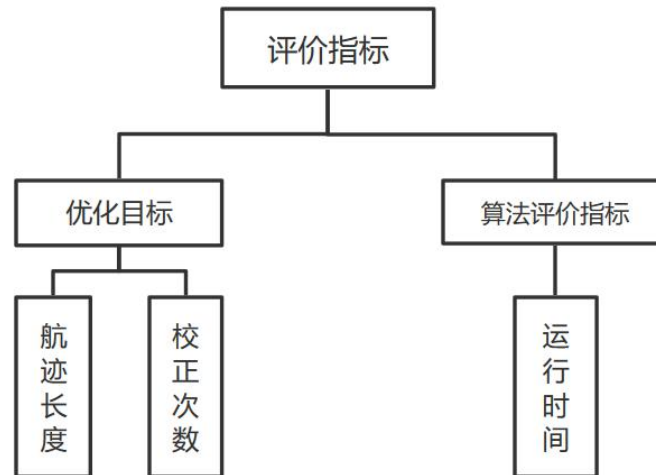 评价指标
优化目标
算法评价指标
航迹长度
校正次数
运行时间